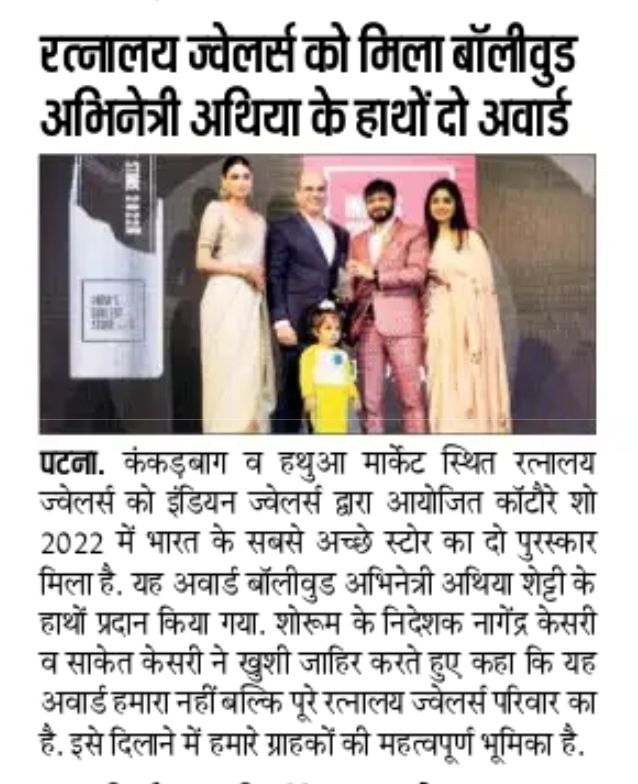 रत्नालय ज्वेलर्स को मिला बॉलीवुड
अभिनेत्री अथिया के हाथों दो अवार्ड
पटना. कंकड़बाग व हथुआ मार्केट स्थित रत्नालय
ज्वेलर्स को इंडियन ज्वेलर्स द्वारा आयोजित कॉटौरे शो
2022 में भारत के सबसे अच्छे स्टोर का दो पुरस्कार
मिला है. यह अवार्ड बॉलीवुड अभिनेत्री अथिया शेट्टी के
हाथों प्रदान किया गया. शोरूम के निदेशक नागेंद्र केसरी
व साकेत केसरी ने खुशी जाहिर करते हुए कहा कि यह
अवार्ड हमारा नहीं बल्कि पूरे रत्नालय ज्वेलर्स परिवार का
है. इसे दिलाने में हमारे ग्राहकों की महत्वपूर्ण भूमिका है.